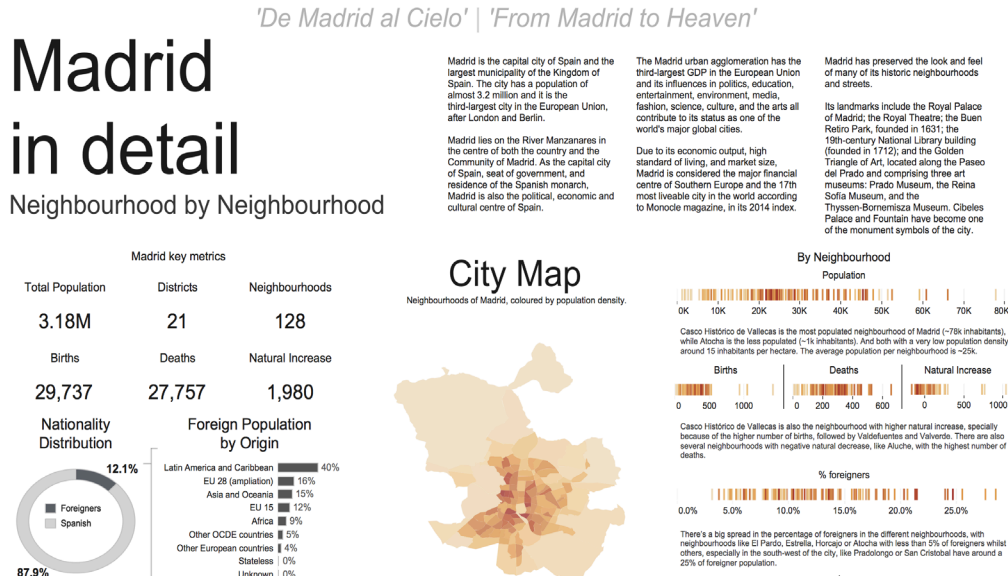 'De Madrid al Cielo' | 'From Madrid to Heaven'
Madrid
in detail
Neighbourhood by Neighbourhood
Madrid is the capital city of Spain and the
largest municipality of the Kingdom of
Spain. The city has a population of
almost 3.2 million and it is the
third-largest city in the European Union,
after London and Berlin.
Madrid lies on the River Manzanares in
the centre of both the country and the
Community of Madrid. As the capital city
of Spain, seat of government, and
residence of the Spanish monarch,
Madrid is also the political, economic and
cultural centre of Spain.
The Madrid urban agglomeration has the
third-largest GDP in the European Union
and its influences in politics, education,
entertainment, environment, media,
fashion, science, culture, and the arts all
contribute to its status as one of the
world's major global cities.
Due to its economic output, high
standard of living, and market size,
Madrid is considered the major financial
centre of Southern Europe and the 17th
most liveable city in the world according
to Monocle magazine, in its 2014 index.
Madrid has preserved the look and feel
of many of its historic neighbourhoods
and streets.
Its landmarks include the Royal Palace
of Madrid; the Royal Theatre; the Buen
Retiro Park, founded in 1631; the
19th-century National Library building
(founded in 1712); and the Golden
Triangle of Art, located along the Paseo
del Prado and comprising three art
museums: Prado Museum, the Reina
Sofía Museum, and the
Thyssen-Bornemisza Museum. Cibeles
Palace and Fountain have become one
of the monument symbols of the city.
Madrid key metrics
Total Population Districts Neighbourhoods
3.18M 21 128
Births Deaths Natural Increase
29,737 27,757 1,980
Nationality
Distribution
12.1%
Foreigners
Spanish
87.9%
Foreign Population
by Origin
Latin America and Caribbean 40%
EU 28 (ampliation) 16%
Asia and Oceania 15%
EU 15 12%
Africa 9%
Other OCDE countries 5%
Other European countries 4%
Stateless 0%
Unknown 0%
City Map
Neighbourhoods of Madrid, coloured by population density.
By Neighbourhood
Population
0K 10K 20K 30K 40K 50K 60K 70K 80K
Casco Histórico de Vallecas is the most populated neighbourhood of Madrid (~78k inhabitants),
while Atocha is the less populated (~1k inhabitants). And both with a very low population density
around 15 inhabitants per hectare. The average population per neighbourhood is ~25k.
Births Deaths Natural Increase
0 500 1000 0 200 400 600 0 500 1000
Casco Histórico de Vallecas is also the neighbourhood with higher natural increase, specially
because of the higher number of births, followed by Valdefuentes and Valverde. There are also
several neighbourhoods with negative natural decrease, like Aluche, with the highest number of
deaths.
% foreigners
0.0% 5.0% 10.0% 15.0% 20.0% 25.0%
There's a big spread in the percentage of foreigners in the different neighbourhoods, with
neighbourhoods like El Pardo, Estrella, Horcajo or Atocha with less than 5% of foreigners whilst
others, especially in the south-west of the city, like Pradolongo or San Cristobal have around a
25% of foreigner population.